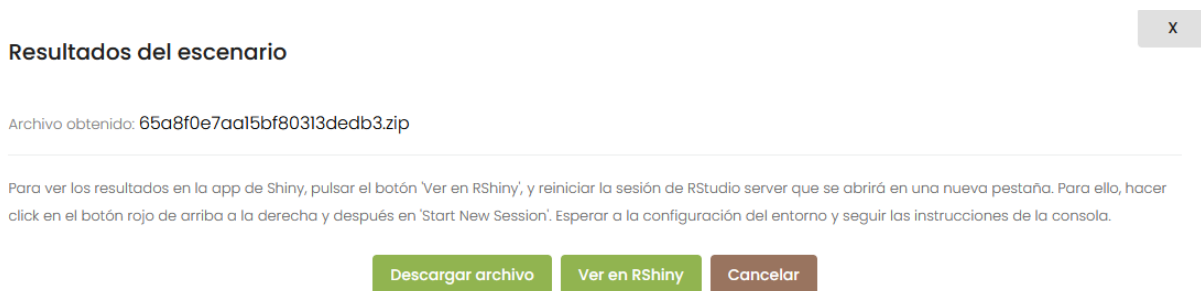 X
Resultados del escenario
Archivo obtenido: 65a8f0e7aa15bf80313dedb3.zip
Para ver los resultados en la app de Shiny, pulsar el botón 'Ver en RShiny', y reiniciar la sesión de RStudio server que se abrirá en una nueva pestaña. Para ello, hacer
click en el botón rojo de arriba a la derecha y después en 'Start New Session'. Esperar a la configuración del entorno y seguir las instrucciones de la consola.
Descargar archivo Ver en RShiny Cancelar